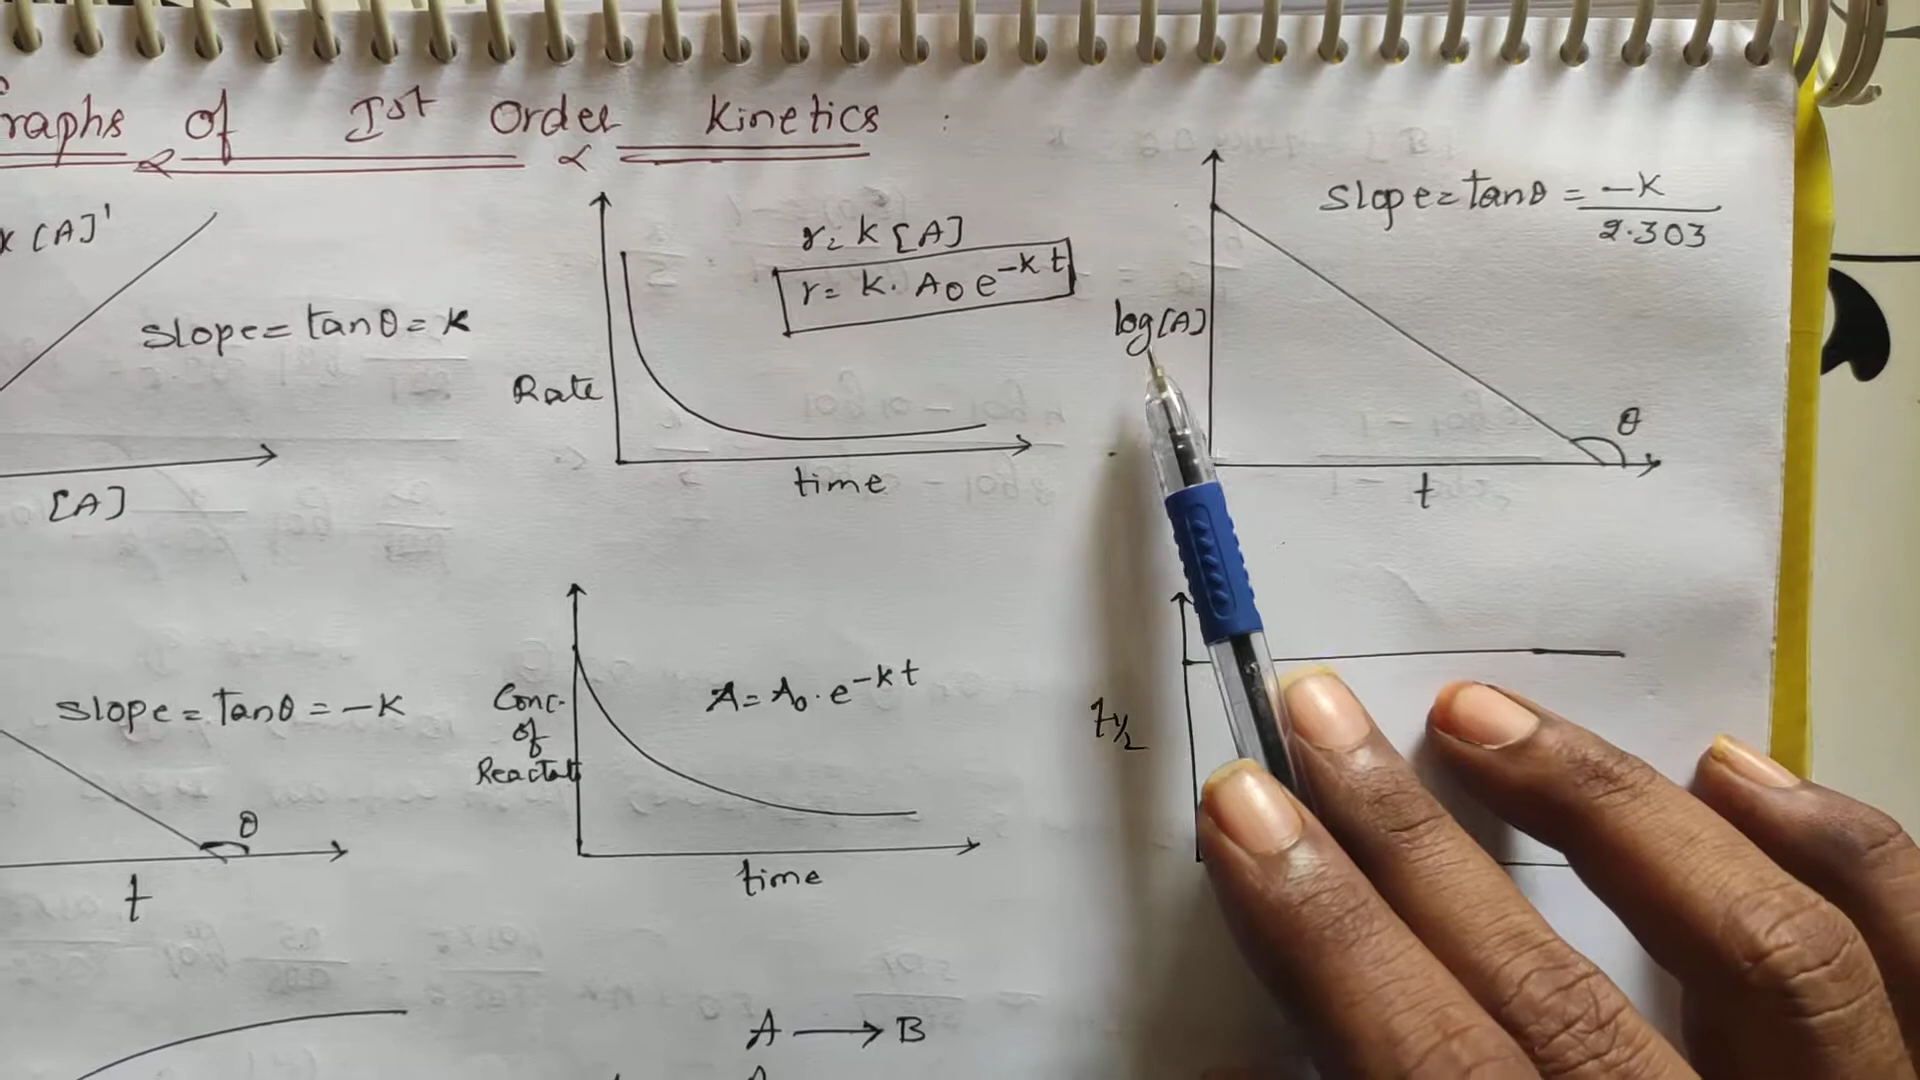 raphs of Ist Order Kinetics :
K [A]¹
Slope = tanθ = K
[A]
r = K [A]
r = K . A0 e-Kt
Rate
time
Slope = tanθ = -K / 2.303
log[A]
θ
t
Slope = tanθ = -K
θ
t
Conc.
of
A = A0 . e-Kt
time
t1/2
A → B